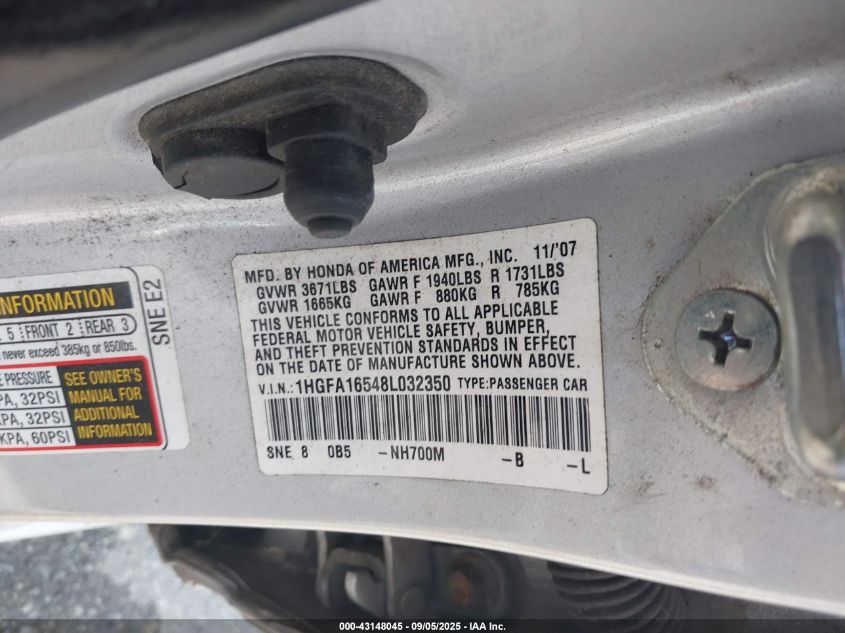 MFD. BY HONDA OF AMERICA MFG., INC. 11/'07
GVWR 3671LBS GAWR F 1940LBS R 1731LBS
GVWR 1665KG GAWR F 880KG R 785KG
THIS VEHICLE CONFORMS TO ALL APPLICABLE
FEDERAL MOTOR VEHICLE SAFETY, BUMPER,
AND THEFT PREVENTION STANDARDS IN EFFECT
ON THE DATE OF MANUFACTURE SHOWN ABOVE.
V.I.N.: 1HGFA16548L032350 TYPE: PASSENGER CAR
SNE 8 0B5 -NH700M -B -L
INFORMATION
5 FRONT 2 REAR 3
never exceed 385kg or 850lbs.
SEE OWNER'S
MANUAL FOR
ADDITIONAL
INFORMATION
PA, 32PSI
KPA, 32PSI
KPA, 60PSI
SNE E2
000-43148045 - 09/05/2025 - IAA Inc.